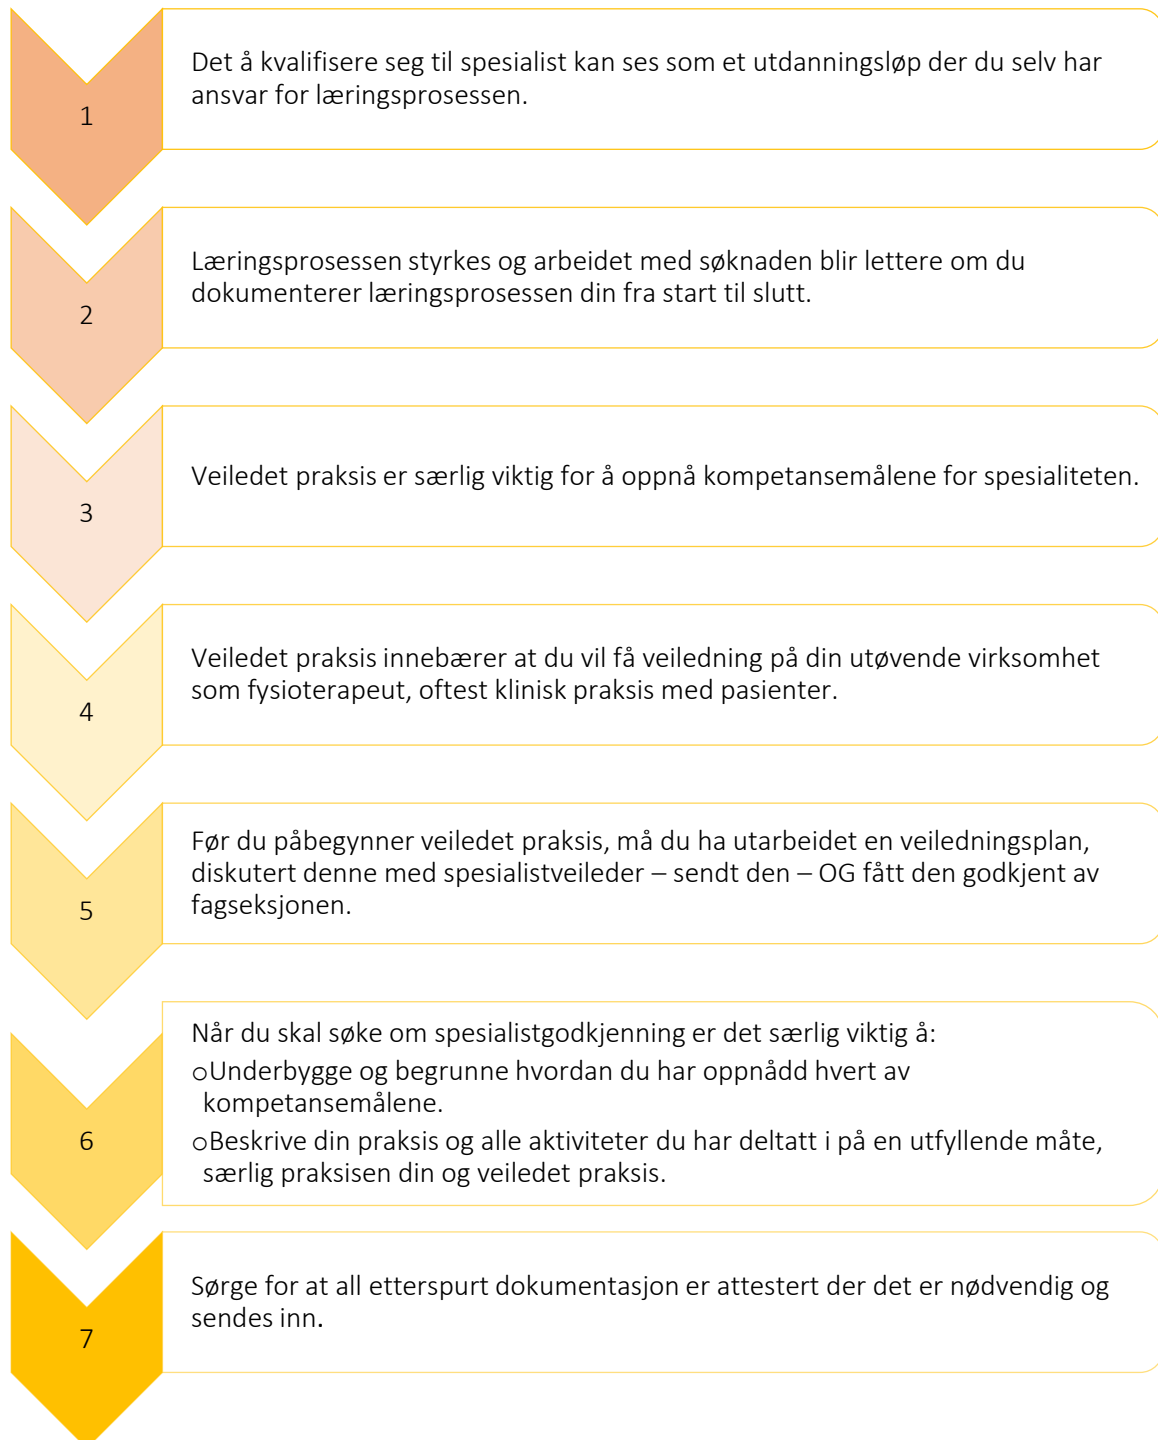 1
Det å kvalifisere seg til spesialist kan ses som et utdanningsløp der du selv har
ansvar for læringsprosessen.
2
Læringsprosessen styrkes og arbeidet med søknaden blir lettere om du
dokumenterer læringsprosessen din fra start til slutt.
3
Veiledet praksis er særlig viktig for å oppnå kompetansemålene for spesialiteten.
4
Veiledet praksis innebærer at du vil få veiledning på din utøvende virksomhet
som fysioterapeut, oftest klinisk praksis med pasienter.
5
Før du påbegynner veiledet praksis, må du ha utarbeidet en veiledningsplan,
diskutert denne med spesialistveileder – sendt den – OG fått den godkjent av
fagseksjonen.
6
Når du skal søke om spesialistgodkjenning er det særlig viktig å:
oUnderbygge og begrunne hvordan du har oppnådd hvert av
kompetansemålene.
oBeskrive din praksis og alle aktiviteter du har deltatt i på en utfyllende måte,
særlig praksisen din og veiledet praksis.
7
Sørge for at all etterspurt dokumentasjon er attestert der det er nødvendig og
sendes inn.